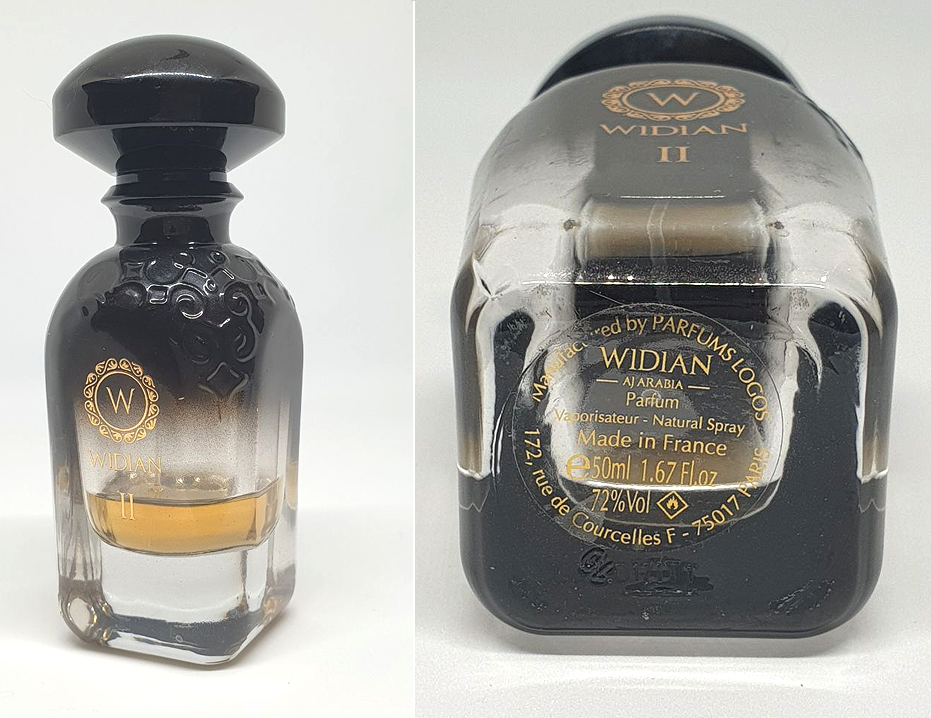 W
WIDIAN
II
W
WIDIAN
II
Manufactured by PARFUMS LOGOS
WIDIAN
AJ ARABIA
Parfum
Vaporisateur - Natural Spray
Made in France
℮50ml 1.67 Fl.oz
72%Vol
172, rue de Courcelles F - 75017 PARIS